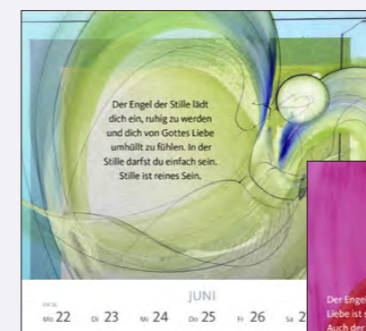 Der Engel der Stille lädt
dich ein, ruhig zu werden
und dich von Gottes Liebe
umhüllt zu fühlen. In der
Stille darfst du einfach sein.
Stille ist reines Sein.
JUNI
Mo 22 Di 23 Mi 24 Do 25 Fr 26 Sa
Der Engel
Liebe ist
Auch der